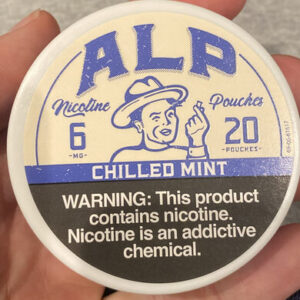 ALP
Nicotine Pouches
6 20
-MG- -POUCHES-
CHILLED MINT
WARNING: This product
contains nicotine.
Nicotine is an addictive
chemical.